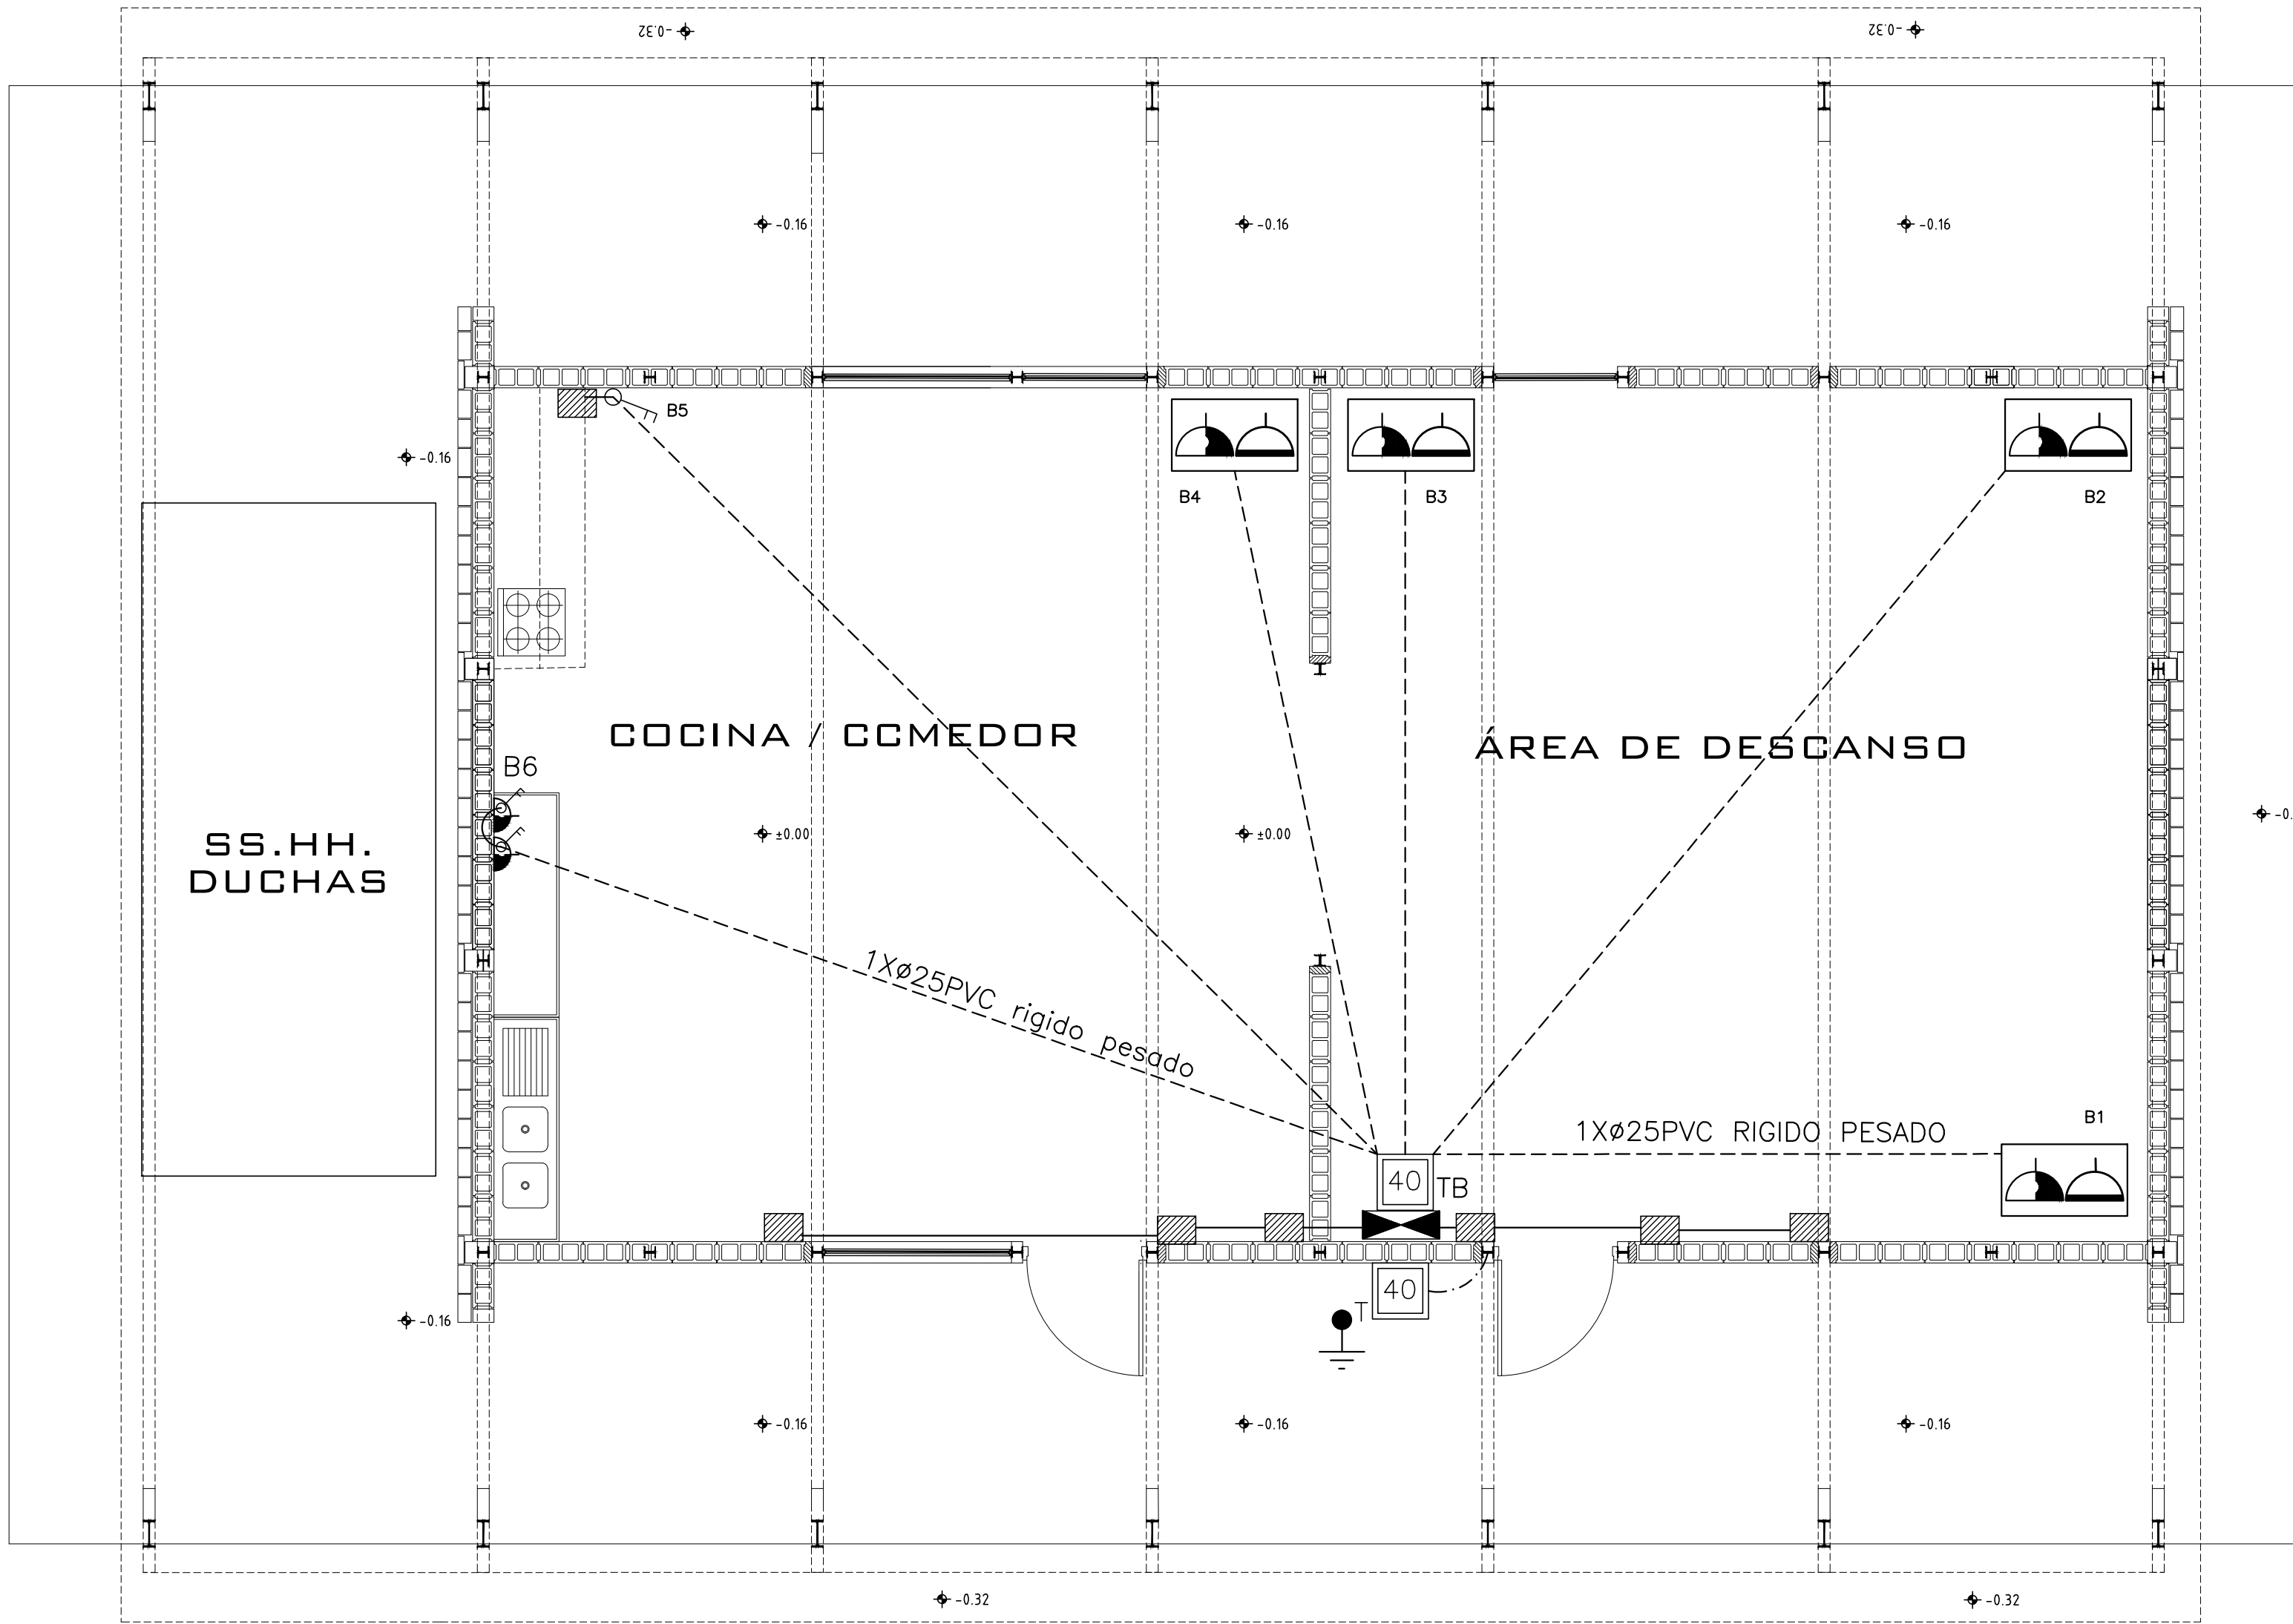 -0.32
-0.32
-0.16
-0.16
-0.16
B5
-0.16
B4
B3
B2
COCINA / COMEDOR
ÁREA DE DESCANSO
B6
±0.00
±0.00
-0.
SS.HH.
DUCHAS
1Xø25PVC rigido pesado
B1
1Xø25PVC RIGIDO PESADO
40
TB
40
T
-0.16
-0.16
-0.16
-0.16
-0.32
-0.32